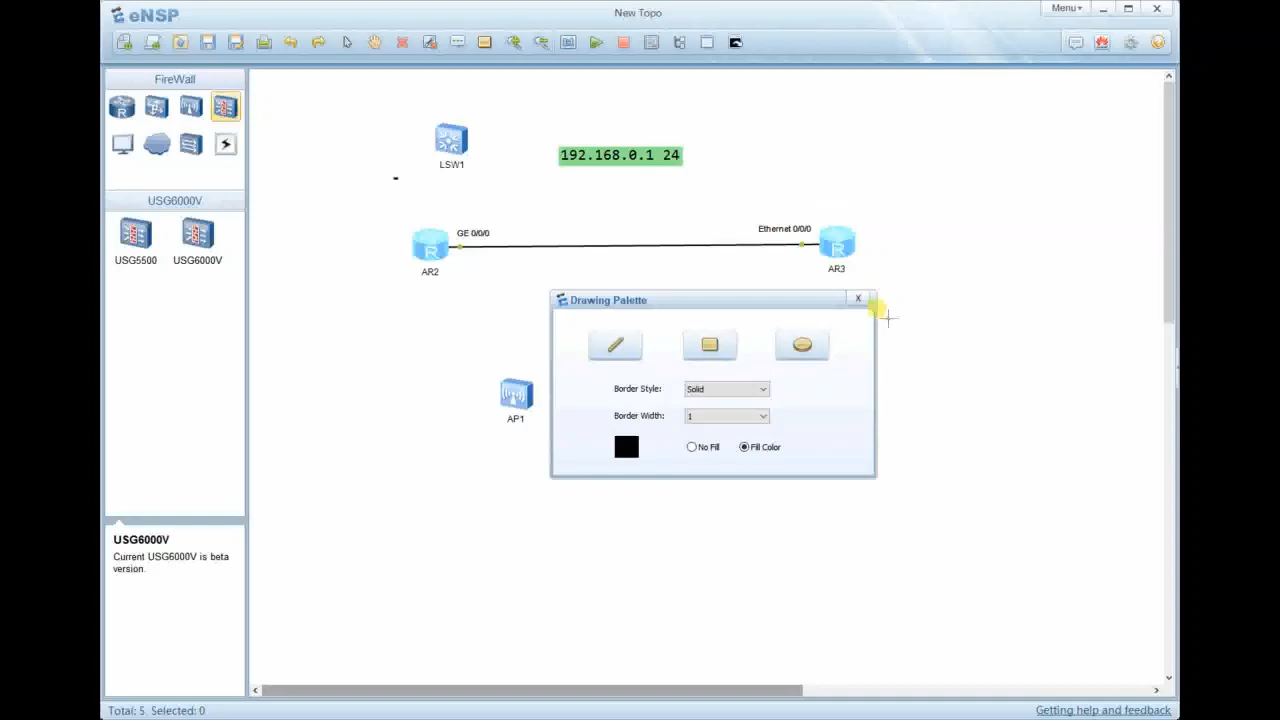 eNSP
New Topo
Menu
FireWall
192.168.0.1 24
LSW1
USG6000V
GE 0/0/0
Ethernet 0/0/0
USG5500
USG6000V
AR2
AR3
Drawing Palette
X
Border Style:
Solid
Border Width:
1
AP1
No Fill
Fill Color
USG6000V
Current USG6000V is beta
version.
Total: 5 Selected: 0
Getting help and feedback